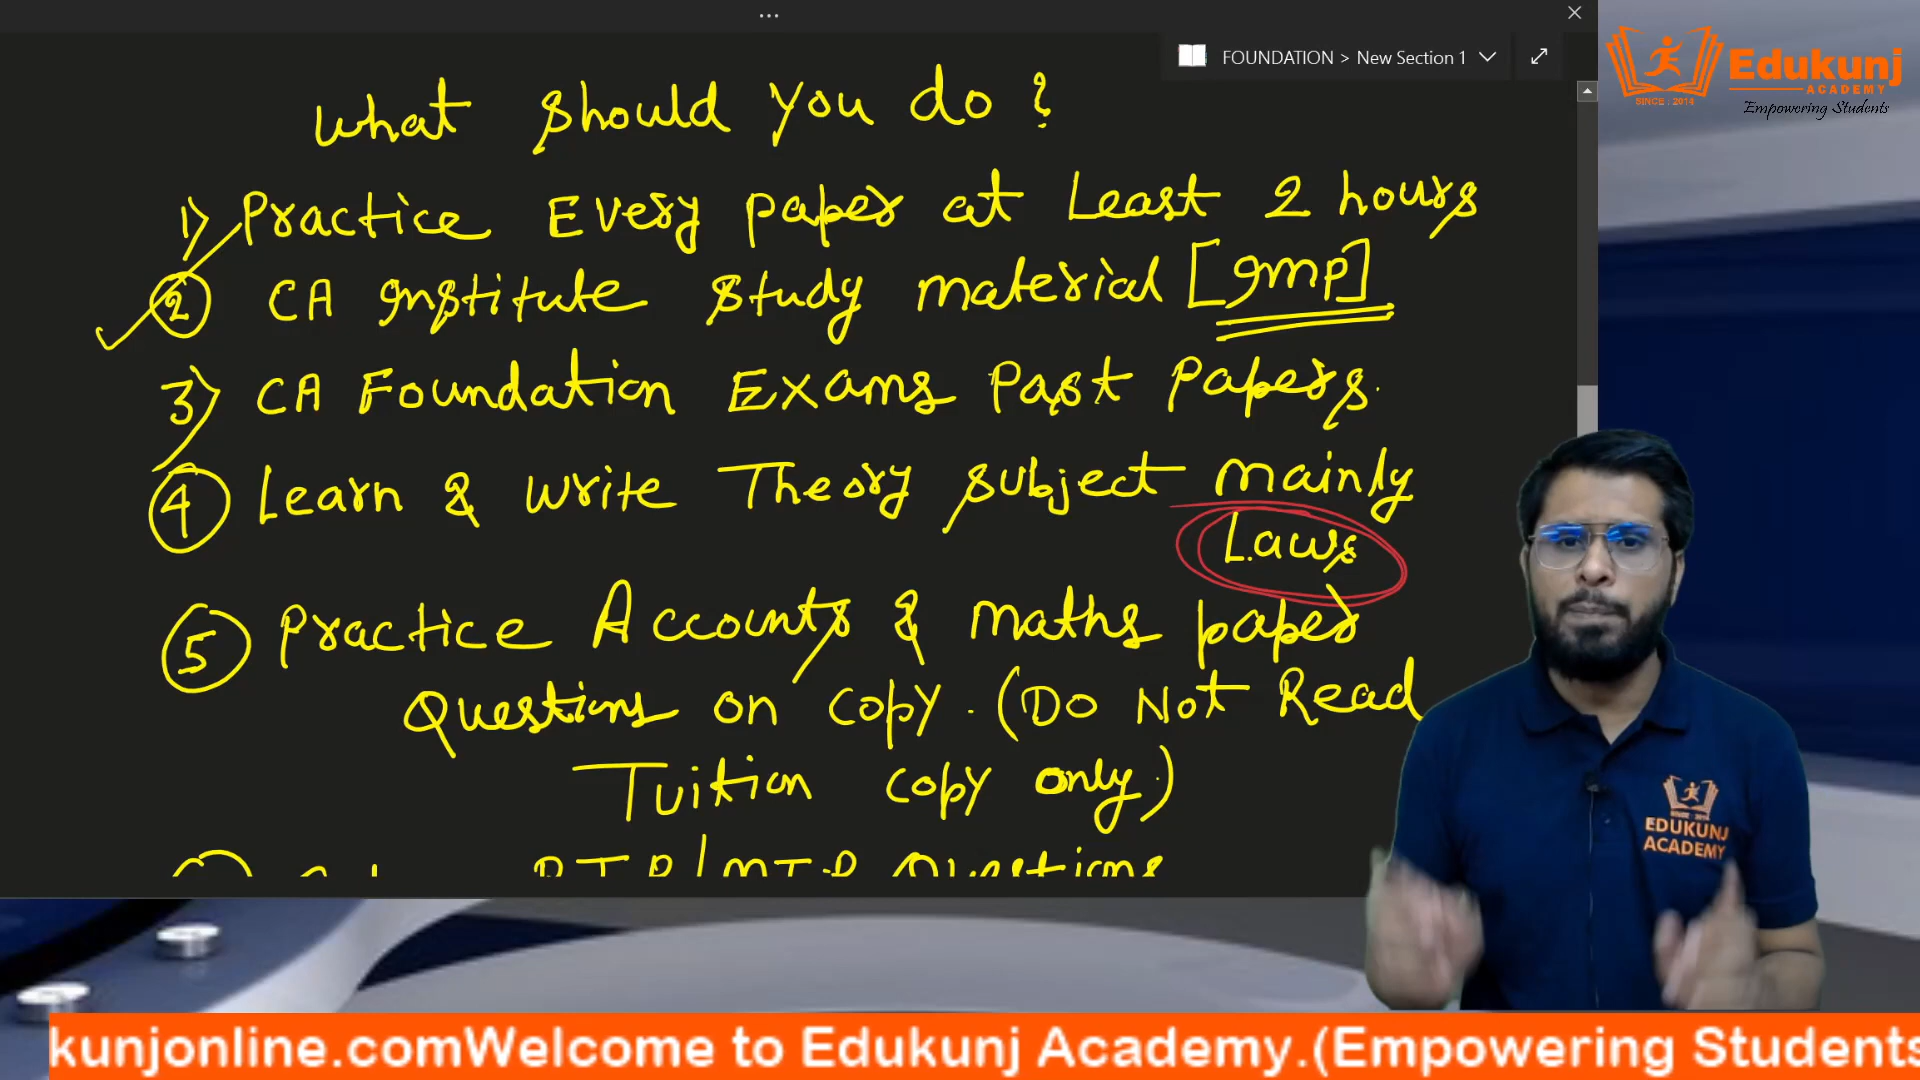 FOUNDATION > New Section 1
Edukunj
ACADEMY
SINCE : 2014
Empowering Students
What should you do ?
1) Practice Every paper at Least 2 hours
2 CA Institute study material [Imp]
3) CA Foundation Exams Past Papers.
4 Learn & write Theory subject mainly
Laws
5 Practice Accounts & maths paper
Questions on copy. (Do Not Read
Tuition copy only.)
RTP/MTP Questions
EDUKUNJ
ACADEMY
kunjonline.comWelcome to Edukunj Academy.(Empowering Students